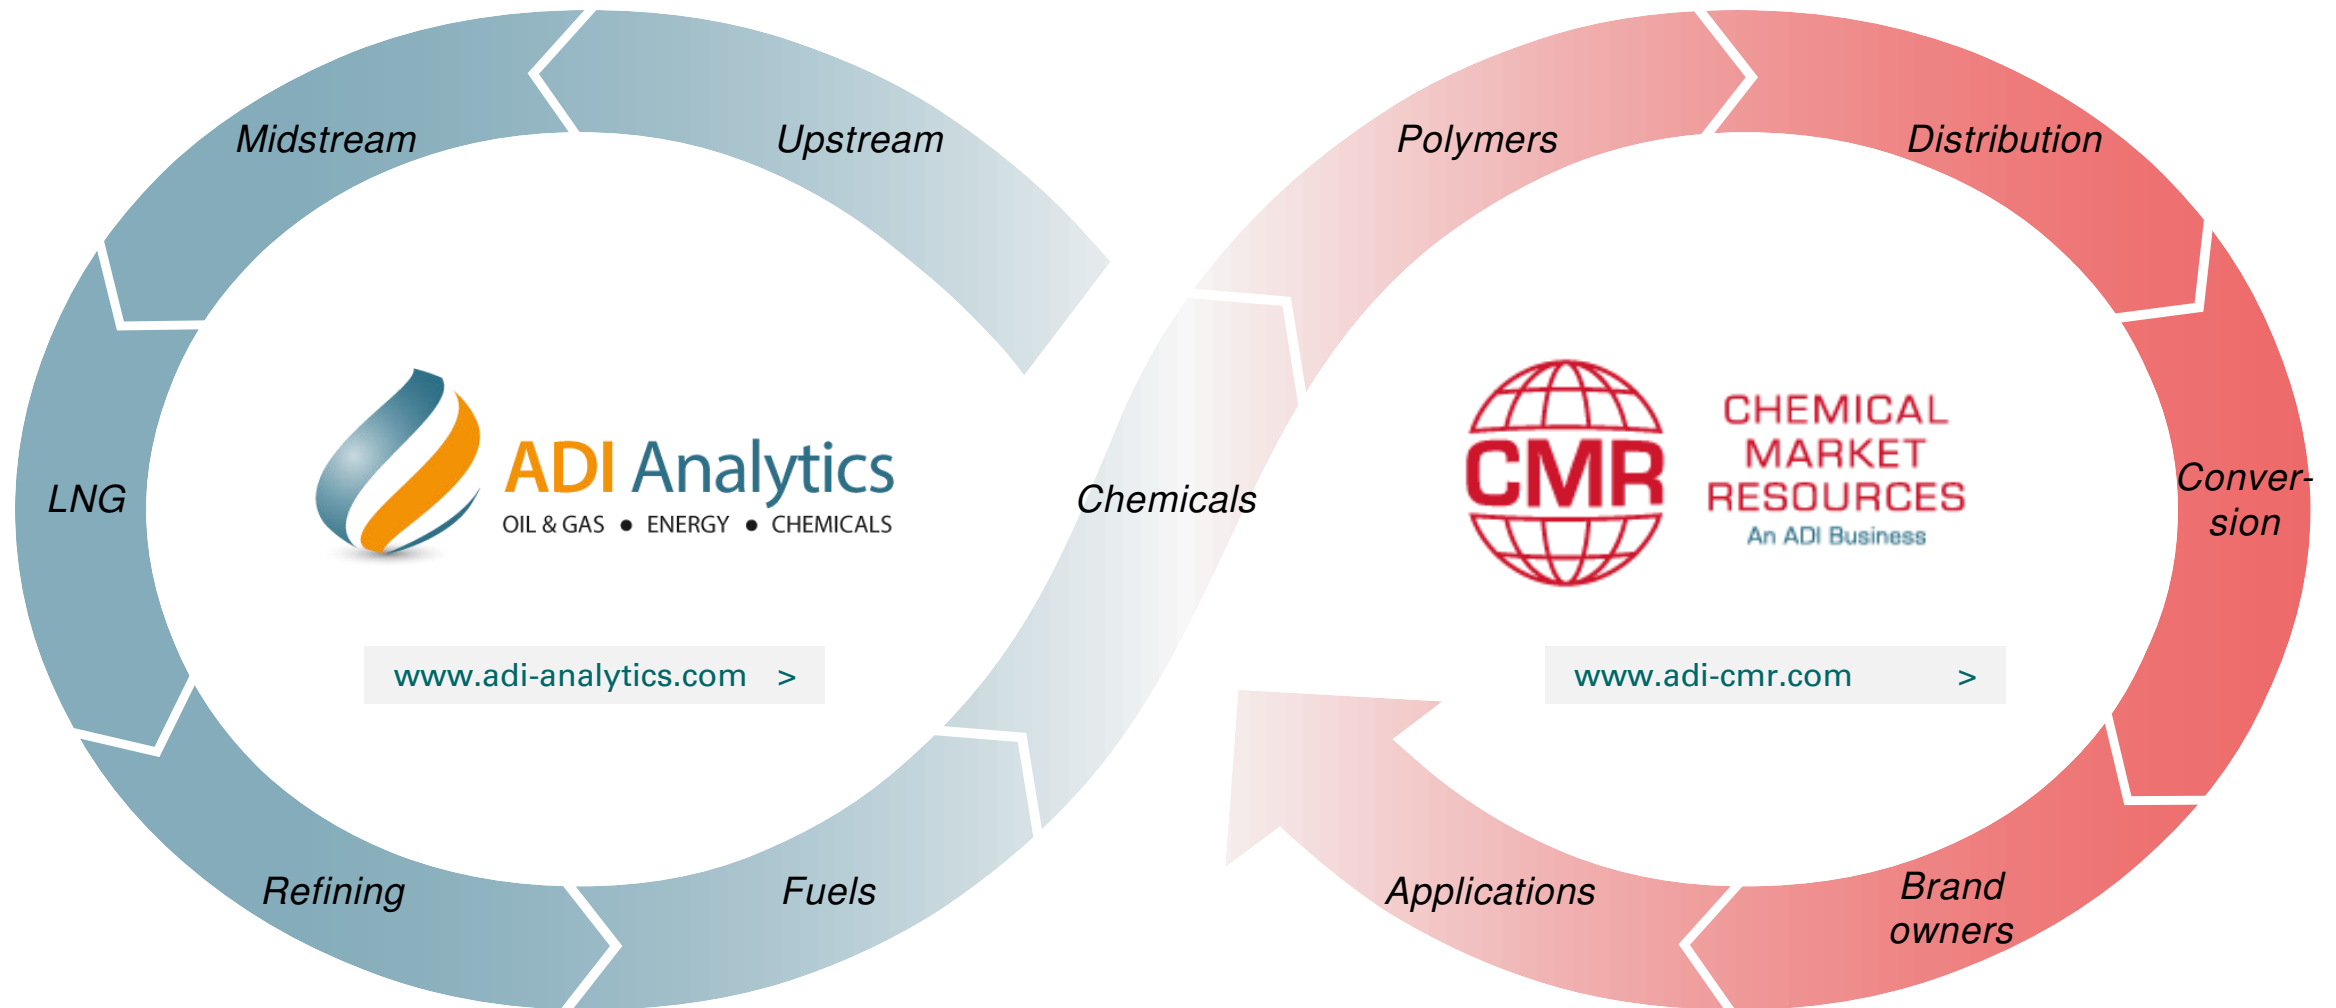 Midstream
Upstream
Polymers
Distribution
LNG
ADI Analytics
OIL & GAS ● ENERGY ● CHEMICALS
Chemicals
CMR
CHEMICAL
MARKET
RESOURCES
An ADI Business
Conver-
sion
www.adi-analytics.com >
www.adi-cmr.com >
Refining
Fuels
Applications
Brand
owners